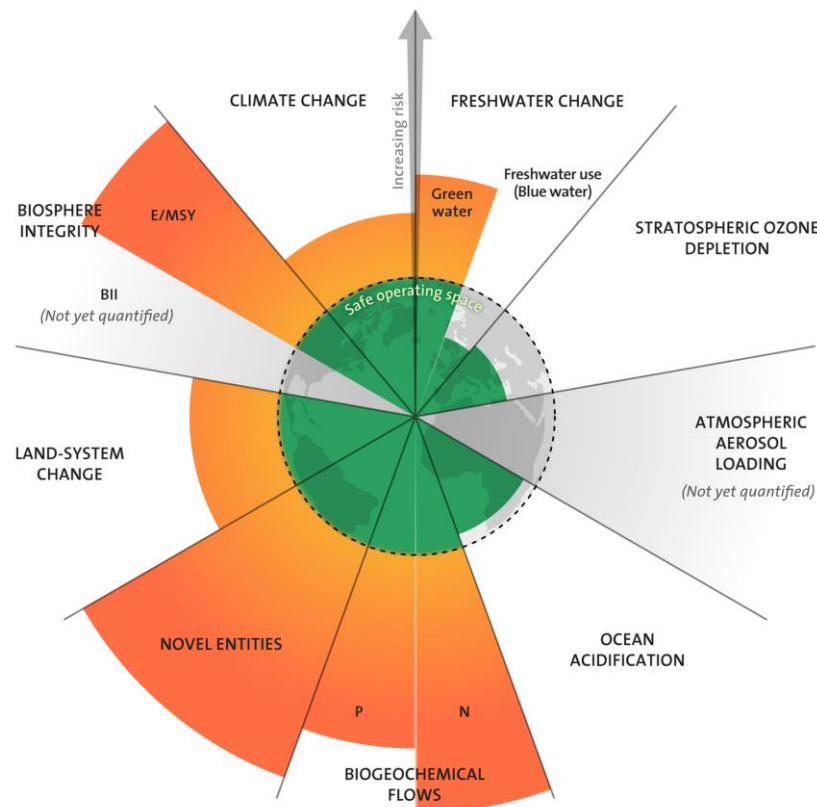 CLIMATE CHANGE
Increasing risk
FRESHWATER CHANGE
Green
water
Freshwater use
(Blue water)
STRATOSPHERIC OZONE
DEPLETION
ATMOSPHERIC
AEROSOL
LOADING
(Not yet quantified)
OCEAN
ACIDIFICATION
BIOGEOCHEMICAL
FLOWS
N
P
NOVEL ENTITIES
LAND-SYSTEM
CHANGE
BIOSPHERE
INTEGRITY
E/MSY
BII
(Not yet quantified)
Safe operating space